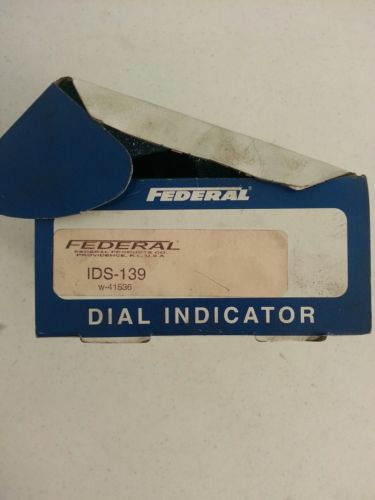 FEDERAL
FEDERAL
FEDERAL PRODUCTS CO.
PROVIDENCE, R.I., U.S.A
IDS-139
W-41536
DIAL INDICATOR